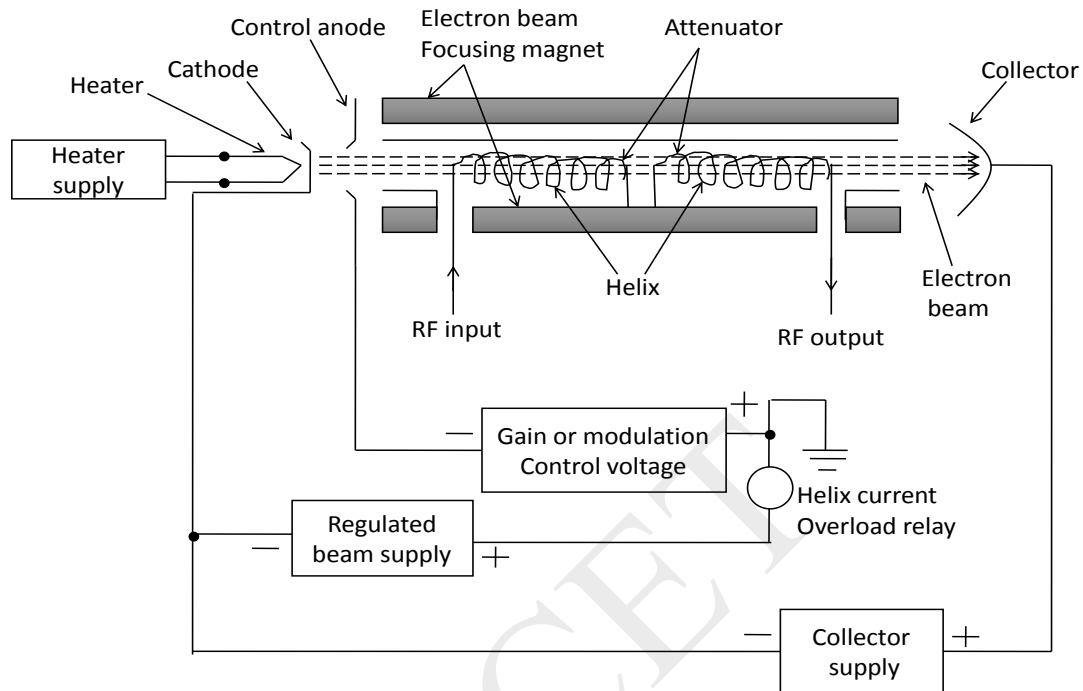 Electron beam
Focusing magnet
Control anode
Attenuator
Cathode
Collector
Heater
Heater
supply
Helix
Electron
beam
RF input
RF output
+
−
Gain or modulation
Control voltage
Helix current
Overload relay
Regulated
beam supply
−
+
−
+
Collector
supply
CET